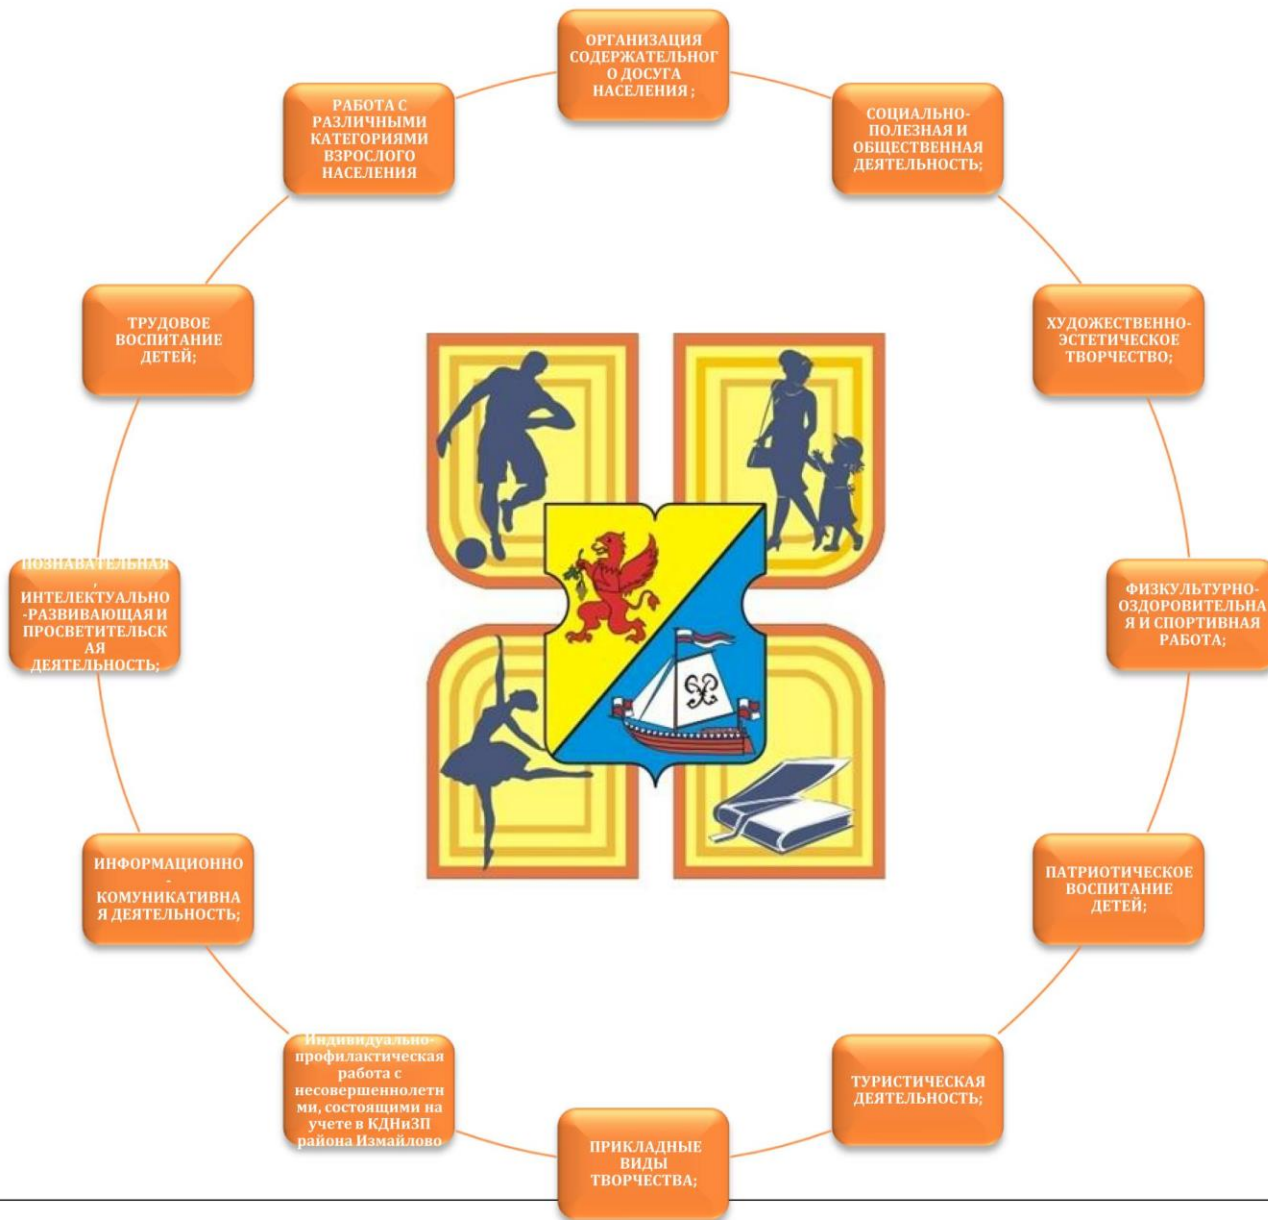 ОРГАНИЗАЦИЯ
СОДЕРЖАТЕЛЬНОГ
О ДОСУГА
НАСЕЛЕНИЯ ;
СОЦИАЛЬНО-
ПОЛЕЗНАЯ И
ОБЩЕСТВЕННАЯ
ДЕЯТЕЛЬНОСТЬ;
ХУДОЖЕСТВЕННО-
ЭСТЕТИЧЕСКОЕ
ТВОРЧЕСТВО;
ФИЗКУЛЬТУРНО-
ОЗДОРОВИТЕЛЬНА
Я И СПОРТИВНАЯ
РАБОТА;
ПАТРИОТИЧЕСКОЕ
ВОСПИТАНИЕ
ДЕТЕЙ;
ТУРИСТИЧЕСКАЯ
ДЕЯТЕЛЬНОСТЬ;
ПРИКЛАДНЫЕ
ВИДЫ
ТВОРЧЕСТВА;
Индивидуально-
профилактическая
работа с
несовершеннолетн
ми, состоящими на
учете в КДНиЗП
района Измайлово
ИНФОРМАЦИОННО
-
КОМУНИКАТИВНА
Я ДЕЯТЕЛЬНОСТЬ;
ПОЗНАВАТЕЛЬНАЯ
,
ИНТЕЛЕКТУАЛЬНО
-РАЗВИВАЮЩАЯ И
ПРОСВЕТИТЕЛЬСК
АЯ
ДЕЯТЕЛЬНОСТЬ;
ТРУДОВОЕ
ВОСПИТАНИЕ
ДЕТЕЙ;
РАБОТА С
РАЗЛИЧНЫМИ
КАТЕГОРИЯМИ
ВЗРОСЛОГО
НАСЕЛЕНИЯ